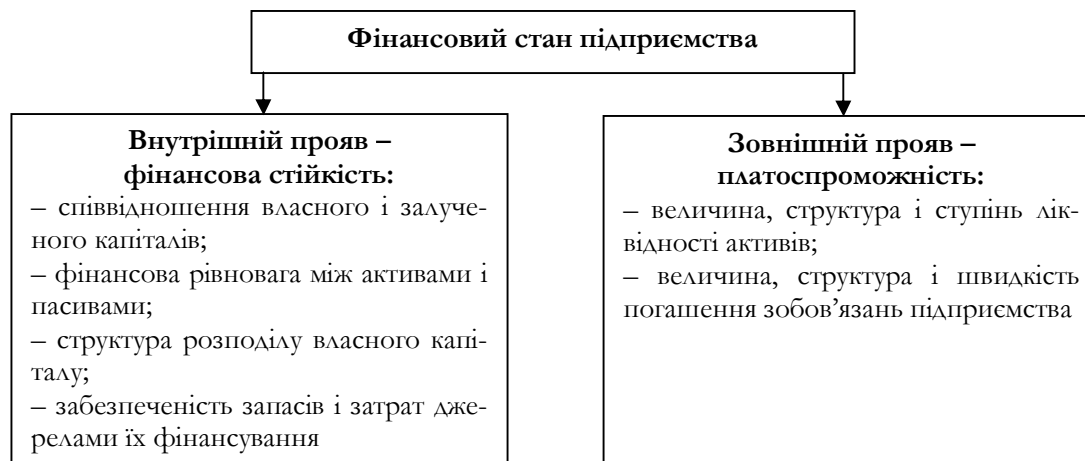 Фінансовий стан підприємства
Внутрішній прояв –
фінансова стійкість:
– співвідношення власного і залуче-
ного капіталів;
– фінансова рівновага між активами і
пасивами;
– структура розподілу власного капі-
талу;
– забезпеченість запасів і затрат дже-
релами їх фінансування
Зовнішній прояв –
платоспроможність:
– величина, структура і ступінь лік-
відності активів;
– величина, структура і швидкість
погашення зобов’язань підприємства